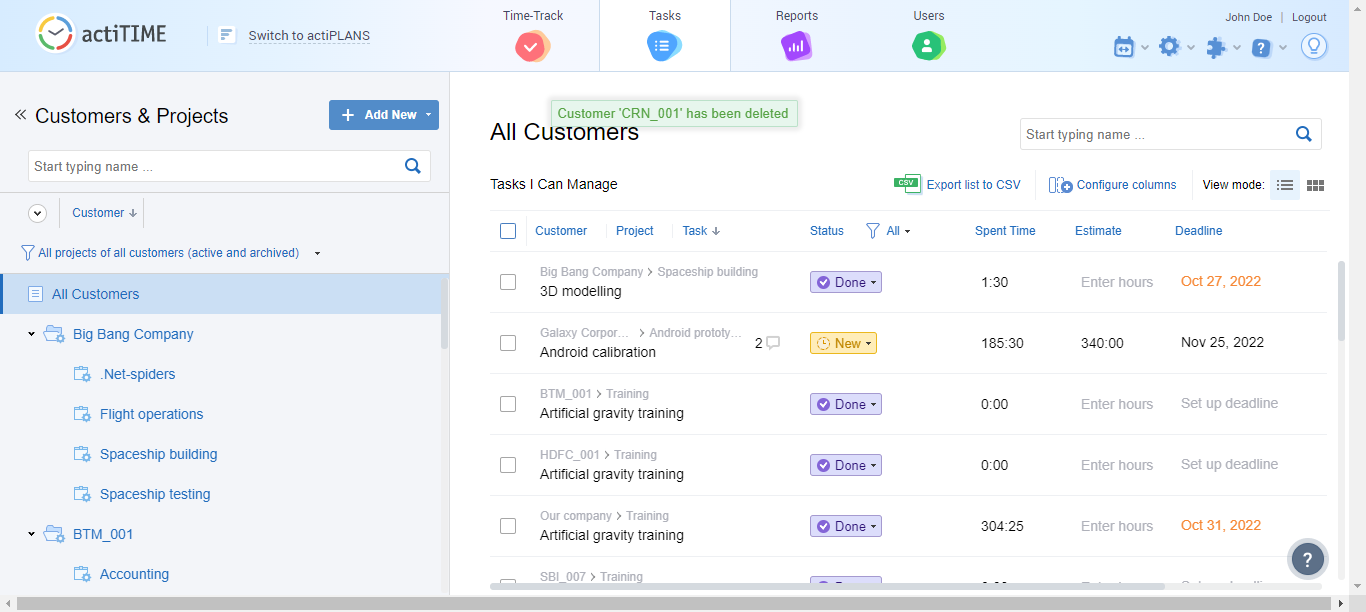 actiTIME
Switch to actiPLANS
Time-Track
Tasks
Reports
Users
John Doe | Logout
Customers & Projects
Add New
Start typing name ...
Customer
All projects of all customers (active and archived)
All Customers
Big Bang Company
.Net-spiders
Flight operations
Spaceship building
Spaceship testing
BTM_001
Accounting
Customer 'CRN_001' has been deleted
All Customers
Start typing name ...
Tasks I Can Manage
CSV Export list to CSV
Configure columns
View mode:
Customer Project Task Status All Spent Time Estimate Deadline
Big Bang Company > Spaceship building
3D modelling Done 1:30 Enter hours Oct 27, 2022
Galaxy Corpor... > Android prototy...
Android calibration 2 New 185:30 340:00 Nov 25, 2022
BTM_001 > Training
Artificial gravity training Done 0:00 Enter hours Set up deadline
HDFC_001 > Training
Artificial gravity training Done 0:00 Enter hours Set up deadline
Our company > Training
Artificial gravity training Done 304:25 Enter hours Oct 31, 2022
SBI_007 > Training
?